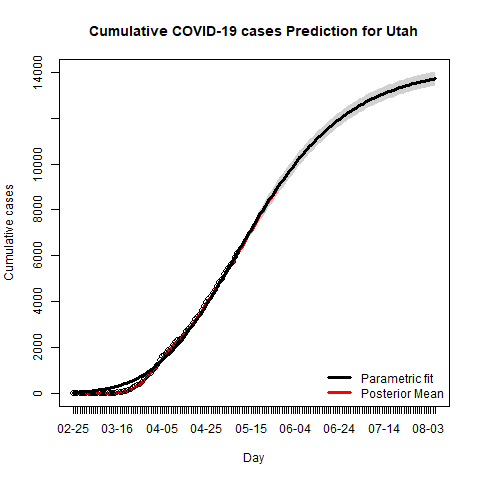 Cumulative COVID-19 cases Prediction for Utah
Cumulative cases
14000
10000
8000
6000
4000
2000
0
Parametric fit
Posterior Mean
02-25 03-16 04-05 04-25 05-15 06-04 06-24 07-14 08-03
Day